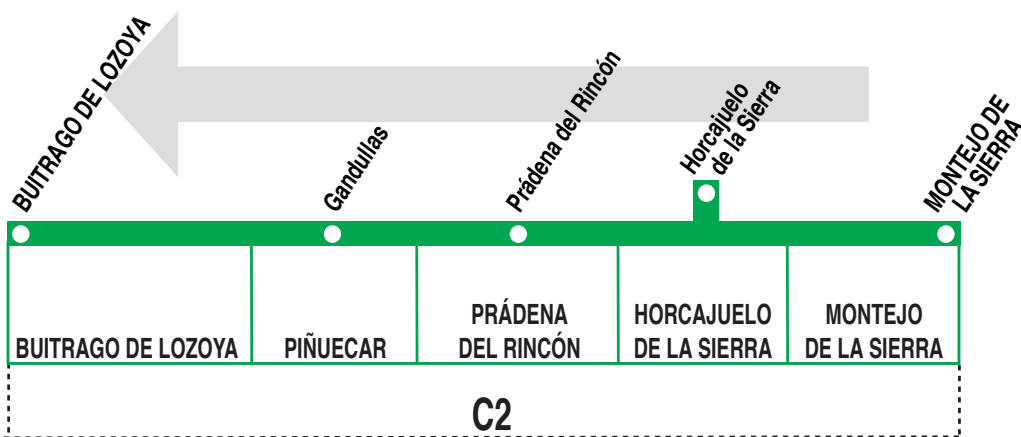 BUITRAGO DE LOZOYA
Gandullas
Prádena del Rincón
Horcajuelo
de la Sierra
MONTEJO DE
LA SIERRA
BUITRAGO DE LOZOYA
PIÑUECAR
PRÁDENA
DEL RINCÓN
HORCAJUELO
DE LA SIERRA
MONTEJO
DE LA SIERRA
C2